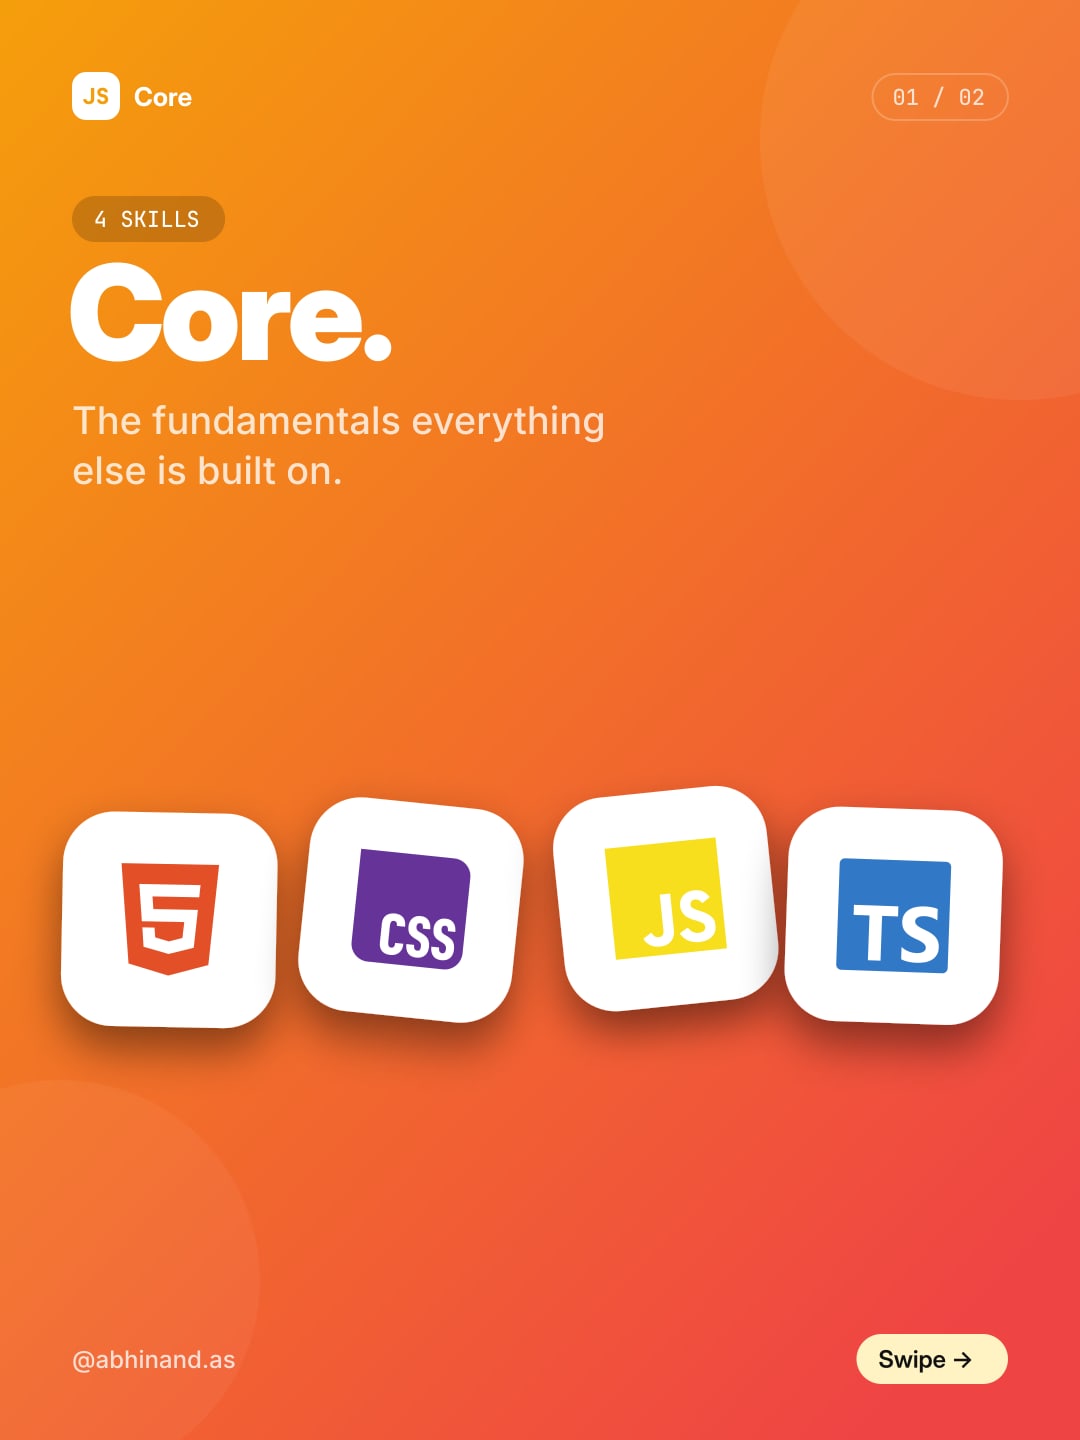 JS Core
01 / 02
4 SKILLS
Core.
The fundamentals everything
else is built on.
5
CSS
JS
TS
@abhinand.as
Swipe →